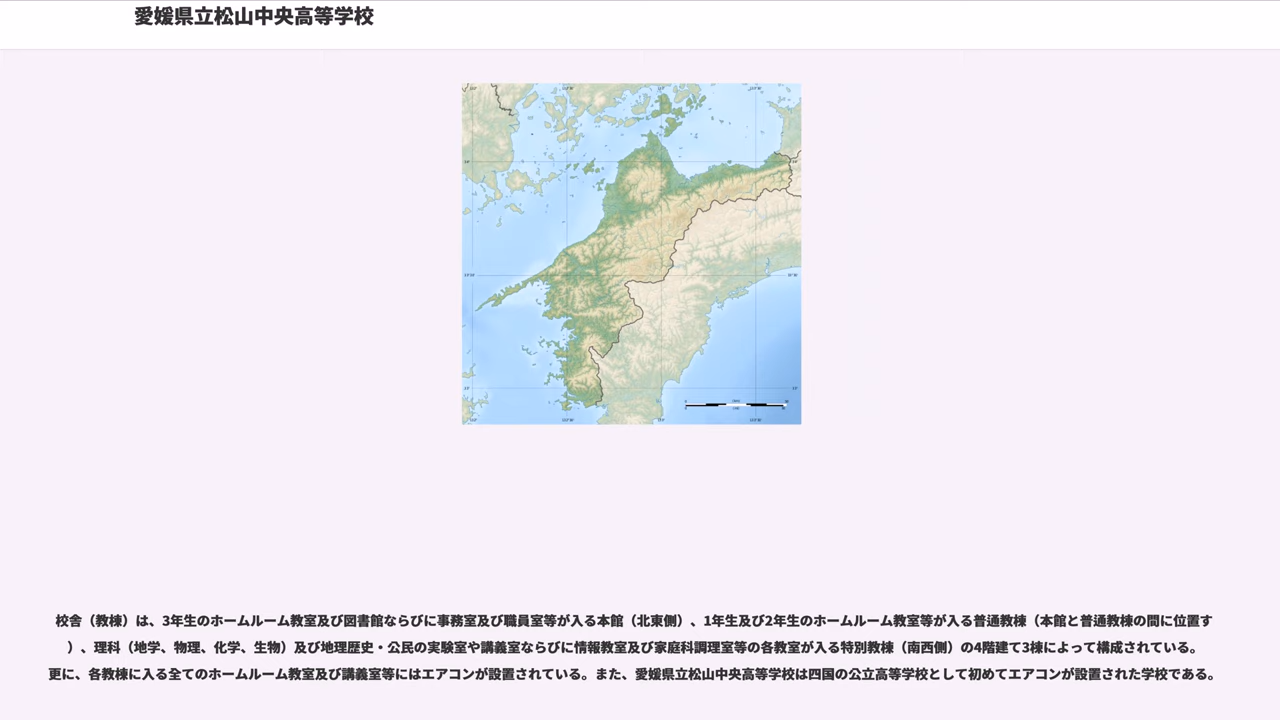 愛媛県立松山中央高等学校
校舎（教棟）は、3年生のホームルーム教室及び図書館ならびに事務室及び職員室等が入る本館（北東側）、1年生及び2年生のホームルーム教室等が入る普通教棟（本館と普通教棟の間に位置す
）、理科（地学、物理、化学、生物）及び地理歴史・公民の実験室や講義室ならびに情報教室及び家庭科調理室等の各教室が入る特別教棟（南西側）の4階建て3棟によって構成されている。
更に、各教棟に入る全てのホームルーム教室及び講義室等にはエアコンが設置されている。また、愛媛県立松山中央高等学校は四国の公立高等学校として初めてエアコンが設置された学校である。